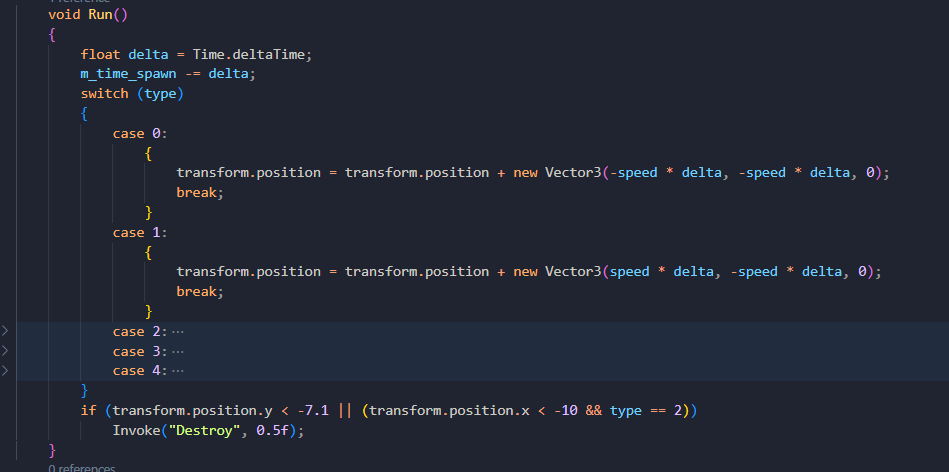 1 reference
void Run()
{
float delta = Time.deltaTime;
m_time_spawn -= delta;
switch (type)
{
case 0:
{
transform.position = transform.position + new Vector3(-speed * delta, -speed * delta, 0);
break;
}
case 1:
{
transform.position = transform.position + new Vector3(speed * delta, -speed * delta, 0);
break;
}
case 2: ···
case 3: ···
case 4: ···
}
if (transform.position.y < -7.1 || (transform.position.x < -10 && type == 2))
Invoke("Destroy", 0.5f);
}
0 references